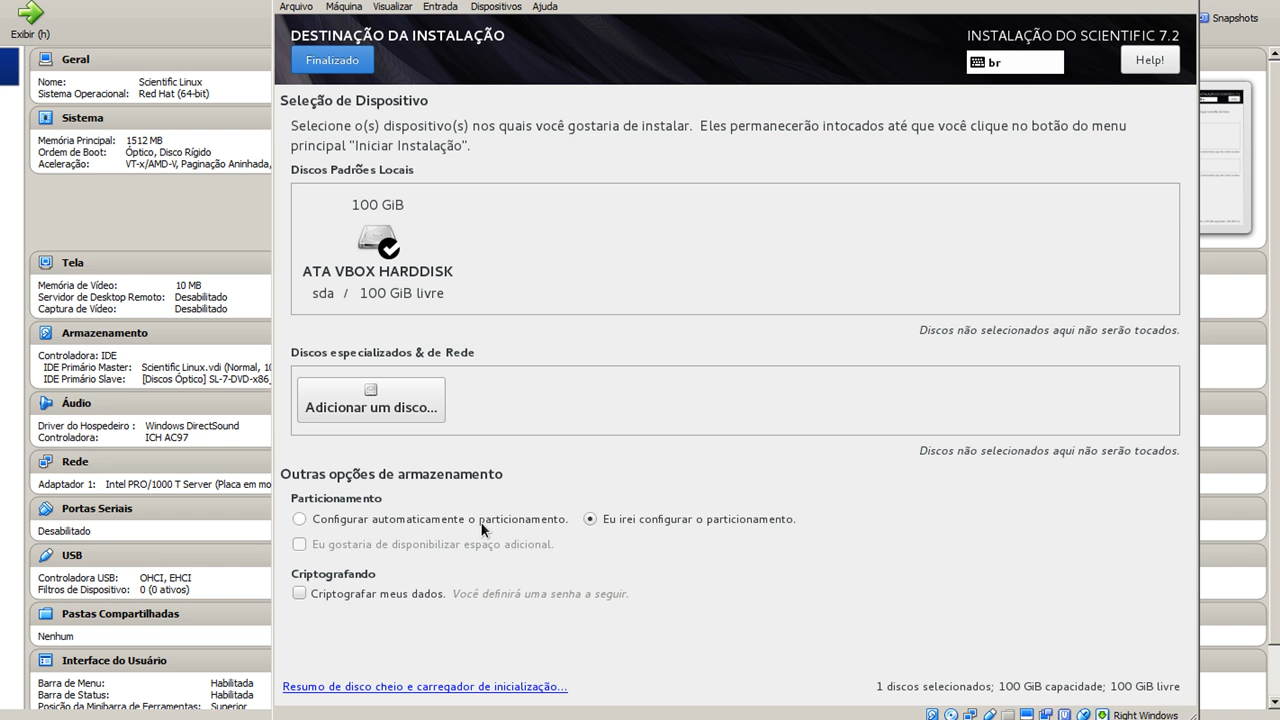 Exibir (h)
Geral
Nome: Scientific Linux
Sistema Operacional: Red Hat (64-bit)
Sistema
Memória Principal: 1512 MB
Ordem de Boot: Óptico, Disco Rígido
Aceleração: VT-x/AMD-V, Paginação Aninhada,
Tela
Memória de Vídeo: 10 MB
Servidor de Desktop Remoto: Desabilitado
Captura de Vídeo: Desabilitado
Armazenamento
Controladora: IDE
IDE Primário Master: Scientific Linux.vdi (Normal, 10
IDE Primário Slave: [Discos Óptico] SL-7-DVD-x86_
Áudio
Driver do Hospedeiro : Windows DirectSound
Controladora: ICH AC97
Rede
Adaptador 1: Intel PRO/1000 T Server (Placa em mo
Portas Seriais
Desabilitado
USB
Controladora USB: OHCI, EHCI
Filtros de Dispositivo: 0 (0 ativos)
Pastas Compartilhadas
Nenhum
Interface do Usuário
Barra de Menu: Habilitada
Barra de Status: Habilitada
Posição da Minibarra de Ferramentas: Superior
Arquivo Máquina Visualizar Entrada Dispositivos Ajuda
DESTINAÇÃO DA INSTALAÇÃO
INSTALAÇÃO DO SCIENTIFIC 7.2
Finalizado
br
Help!
Seleção de Dispositivo
Selecione o(s) dispositivo(s) nos quais você gostaria de instalar. Eles permanecerão intocados até que você clique no botão do menu
principal "Iniciar Instalação".
Discos Padrões Locais
100 GiB
ATA VBOX HARDDISK
sda / 100 GiB livre
Discos não selecionados aqui não serão tocados.
Discos especializados & de Rede
Adicionar um disco...
Discos não selecionados aqui não serão tocados.
Outras opções de armazenamento
Particionamento
Configurar automaticamente o particionamento. Eu irei configurar o particionamento.
Eu gostaria de disponibilizar espaço adicional.
Criptografando
Criptografar meus dados. Você definirá uma senha a seguir.
Resumo de disco cheio e carregador de inicialização...
1 discos selecionados; 100 GiB capacidade; 100 GiB livre
Right Windows
Snapshots